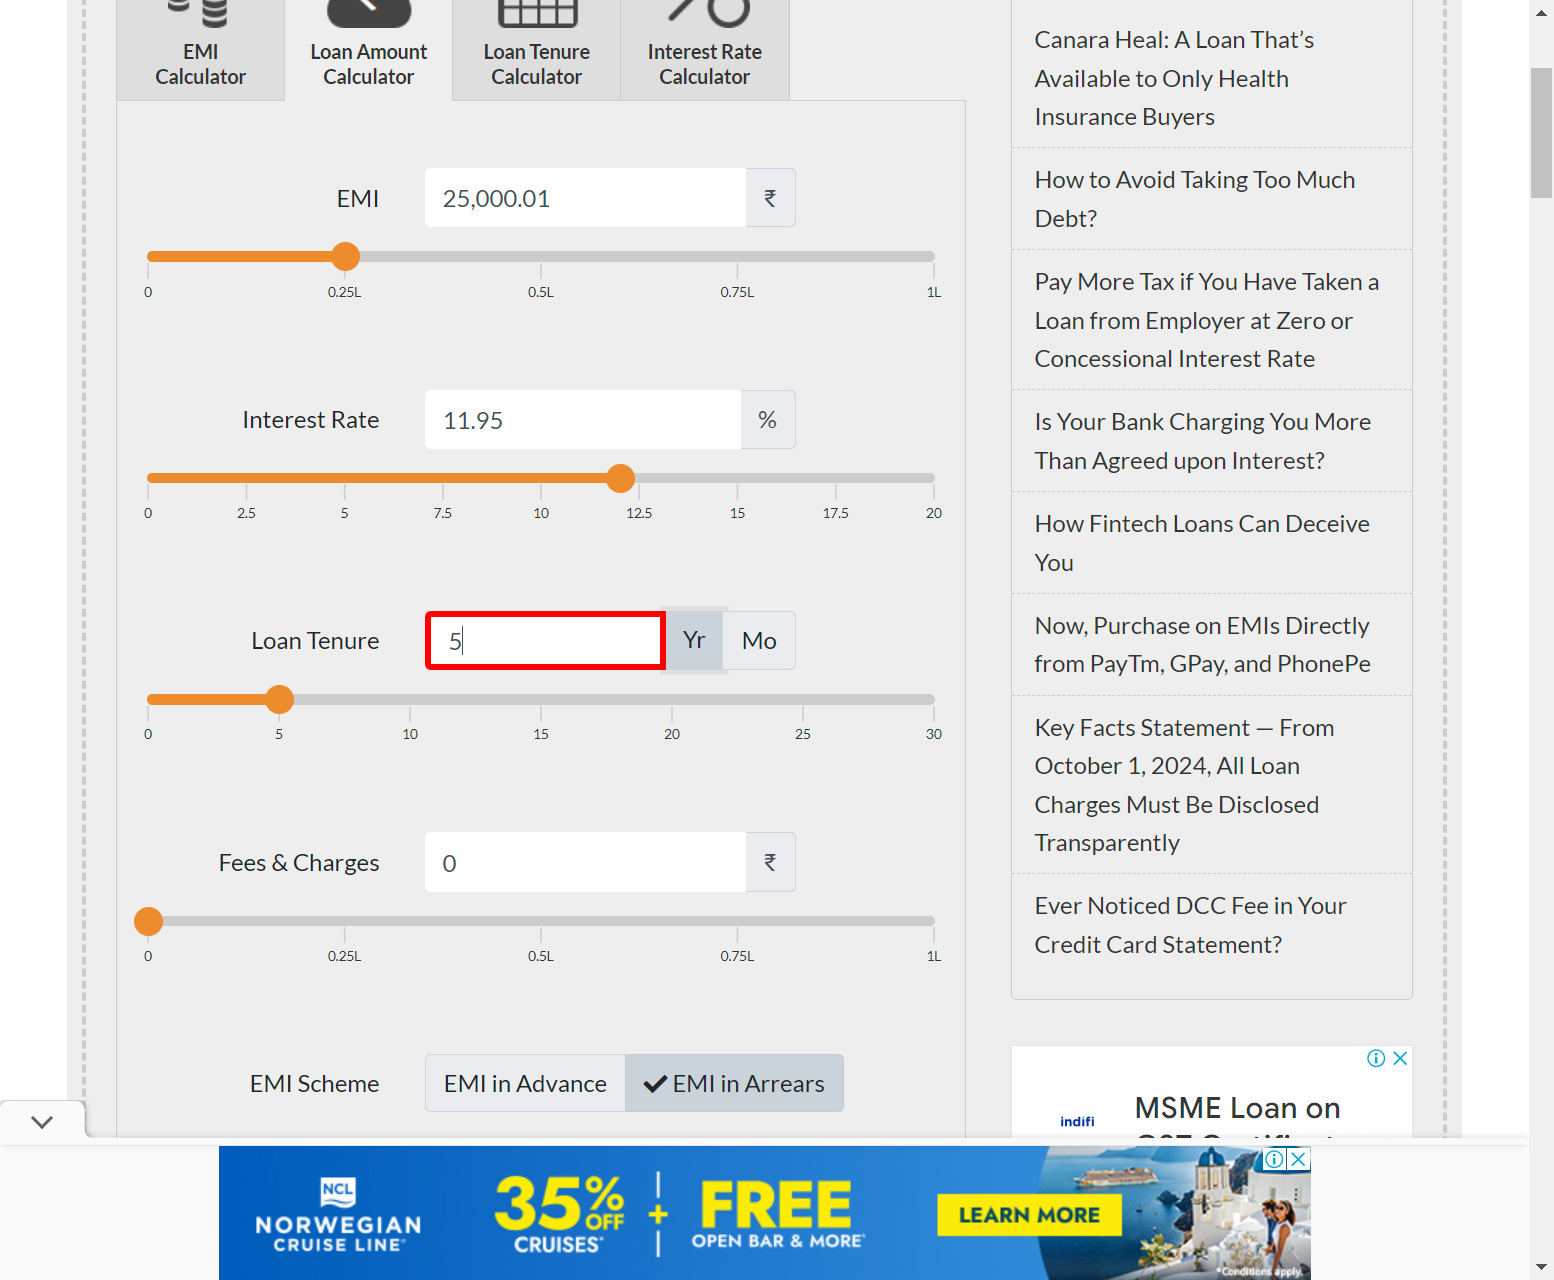 EMI
Calculator
Loan Amount
Calculator
Loan Tenure
Calculator
Interest Rate
Calculator
EMI
25,000.01
₹
0
0.25L
0.5L
0.75L
1L
Interest Rate
11.95
%
0
2.5
5
7.5
10
12.5
15
17.5
20
Loan Tenure
5
Yr
Mo
0
5
10
15
20
25
30
Fees & Charges
0
₹
0
0.25L
0.5L
0.75L
1L
EMI Scheme
EMI in Advance
EMI in Arrears
Canara Heal: A Loan That’s
Available to Only Health
Insurance Buyers
How to Avoid Taking Too Much
Debt?
Pay More Tax if You Have Taken a
Loan from Employer at Zero or
Concessional Interest Rate
Is Your Bank Charging You More
Than Agreed upon Interest?
How Fintech Loans Can Deceive
You
Now, Purchase on EMIs Directly
from PayTm, GPay, and PhonePe
Key Facts Statement — From
October 1, 2024, All Loan
Charges Must Be Disclosed
Transparently
Ever Noticed DCC Fee in Your
Credit Card Statement?
indifi
MSME Loan on
NCL
NORWEGIAN
CRUISE LINE®
35% OFF
CRUISES*
+
FREE
OPEN BAR & MORE*
LEARN MORE
*Conditions apply.